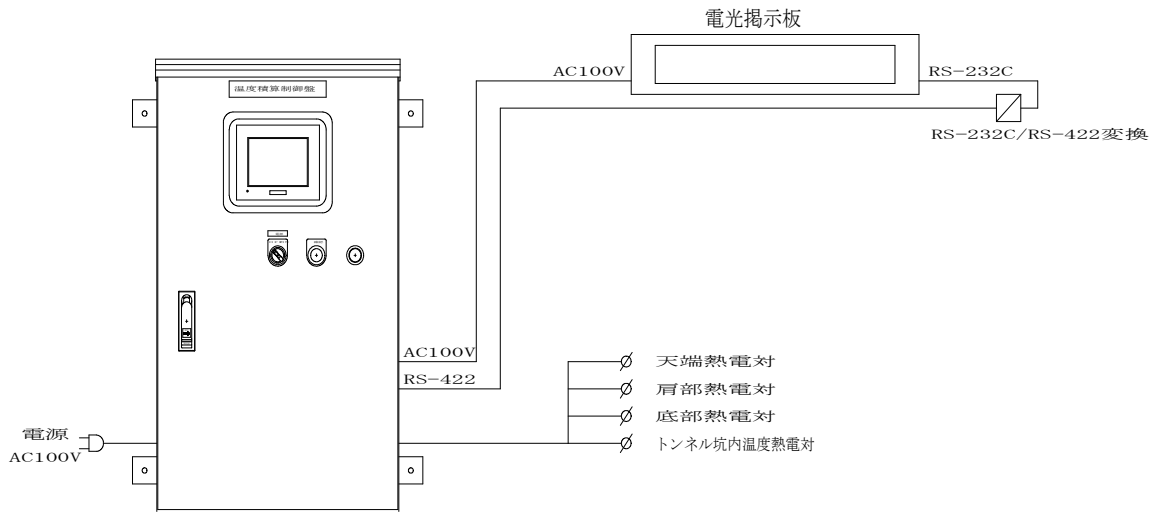 電光掲示板
AC100V
RS-232C
RS-232C/RS-422変換
温度積算制御盤
AC100V
RS-422
天端熱電対
肩部熱電対
底部熱電対
トンネル坑内温度熱電対
電源
AC100V